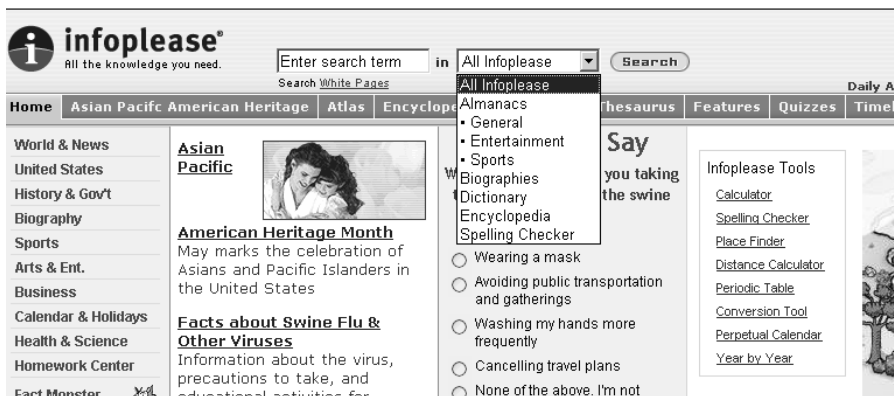 infoplease®
All the knowledge you need.
Enter search term in All Infoplease Search
Search White Pages
All Infoplease
Almanacs
• General
• Entertainment
• Sports
Biographies
Dictionary
Encyclopedia
Spelling Checker
Daily A
Home Asian Pacifc American Heritage Atlas Encyclope Thesaurus Features Quizzes Timel
World & News
United States
History & Gov't
Biography
Sports
Arts & Ent.
Business
Calendar & Holidays
Health & Science
Homework Center
Fact Monster
Asian
Pacific
American Heritage Month
May marks the celebration of
Asians and Pacific Islanders in
the United States
Facts about Swine Flu &
Other Viruses
Information about the virus,
precautions to take, and
educational activities for
Say
you taking
the swine
Wearing a mask
Avoiding public transportation
and gatherings
Washing my hands more
frequently
Cancelling travel plans
None of the above. I'm not
Infoplease Tools
Calculator
Spelling Checker
Place Finder
Distance Calculator
Periodic Table
Conversion Tool
Perpetual Calendar
Year by Year